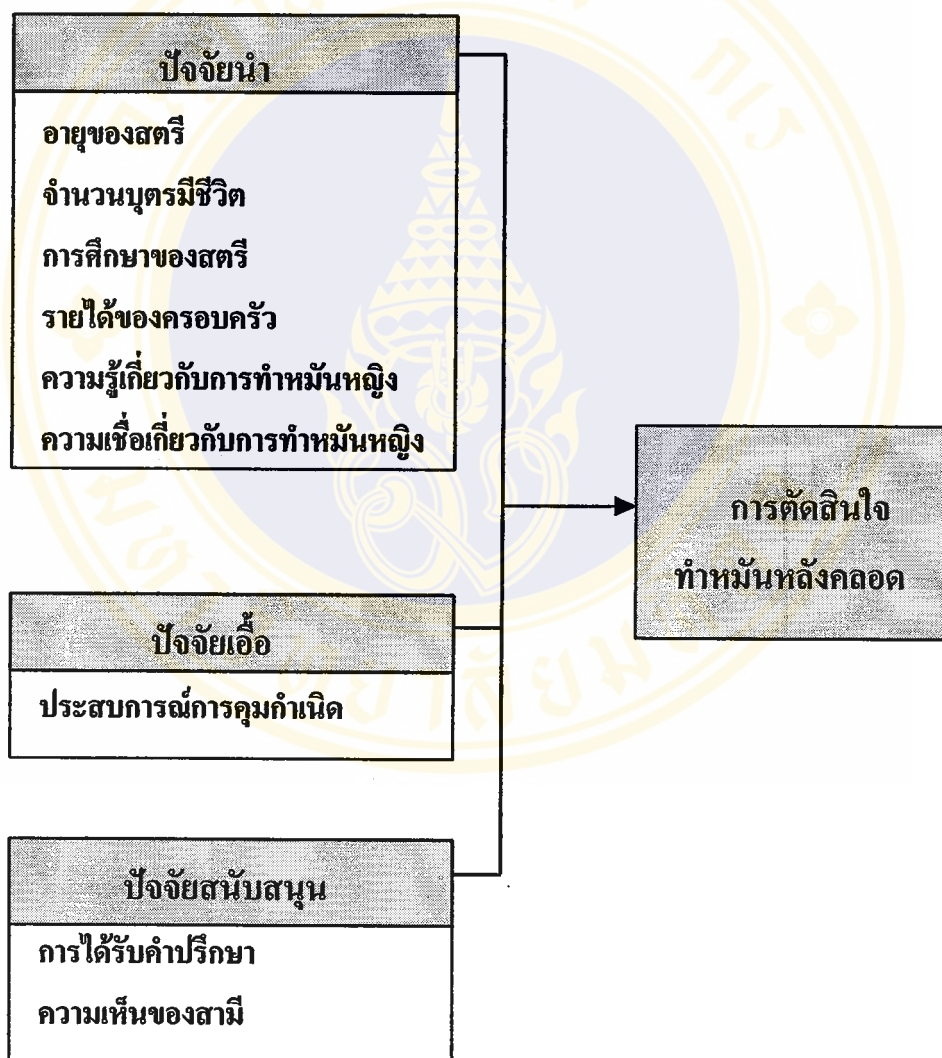 ปัจจัยนำ
อายุของสตรี
จำนวนบุตรมีชีวิต
การศึกษาของสตรี
รายได้ของครอบครัว
ความรู้เกี่ยวกับการทำหมันหญิง
ความเชื่อเกี่ยวกับการทำหมันหญิง
การตัดสินใจ
ทำหมันหลังคลอด
ปัจจัยเอื้อ
ประสบการณ์การคุมกำเนิด
ปัจจัยสนับสนุน
การได้รับคำปรึกษา
ความเห็นของสามี